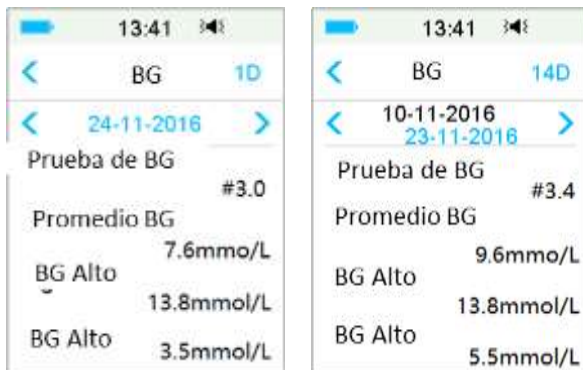 13:41
BG 1D
24-11-2016
Prueba de BG
#3.0
Promedio BG
7.6mmo/L
BG Alto
13.8mmol/L
BG Alto
3.5mmol/L
13:41
BG 14D
10-11-2016
23-11-2016
Prueba de BG
#3.4
Promedio BG
9.6mmo/L
BG Alto
13.8mmol/L
BG Alto
5.5mmol/L